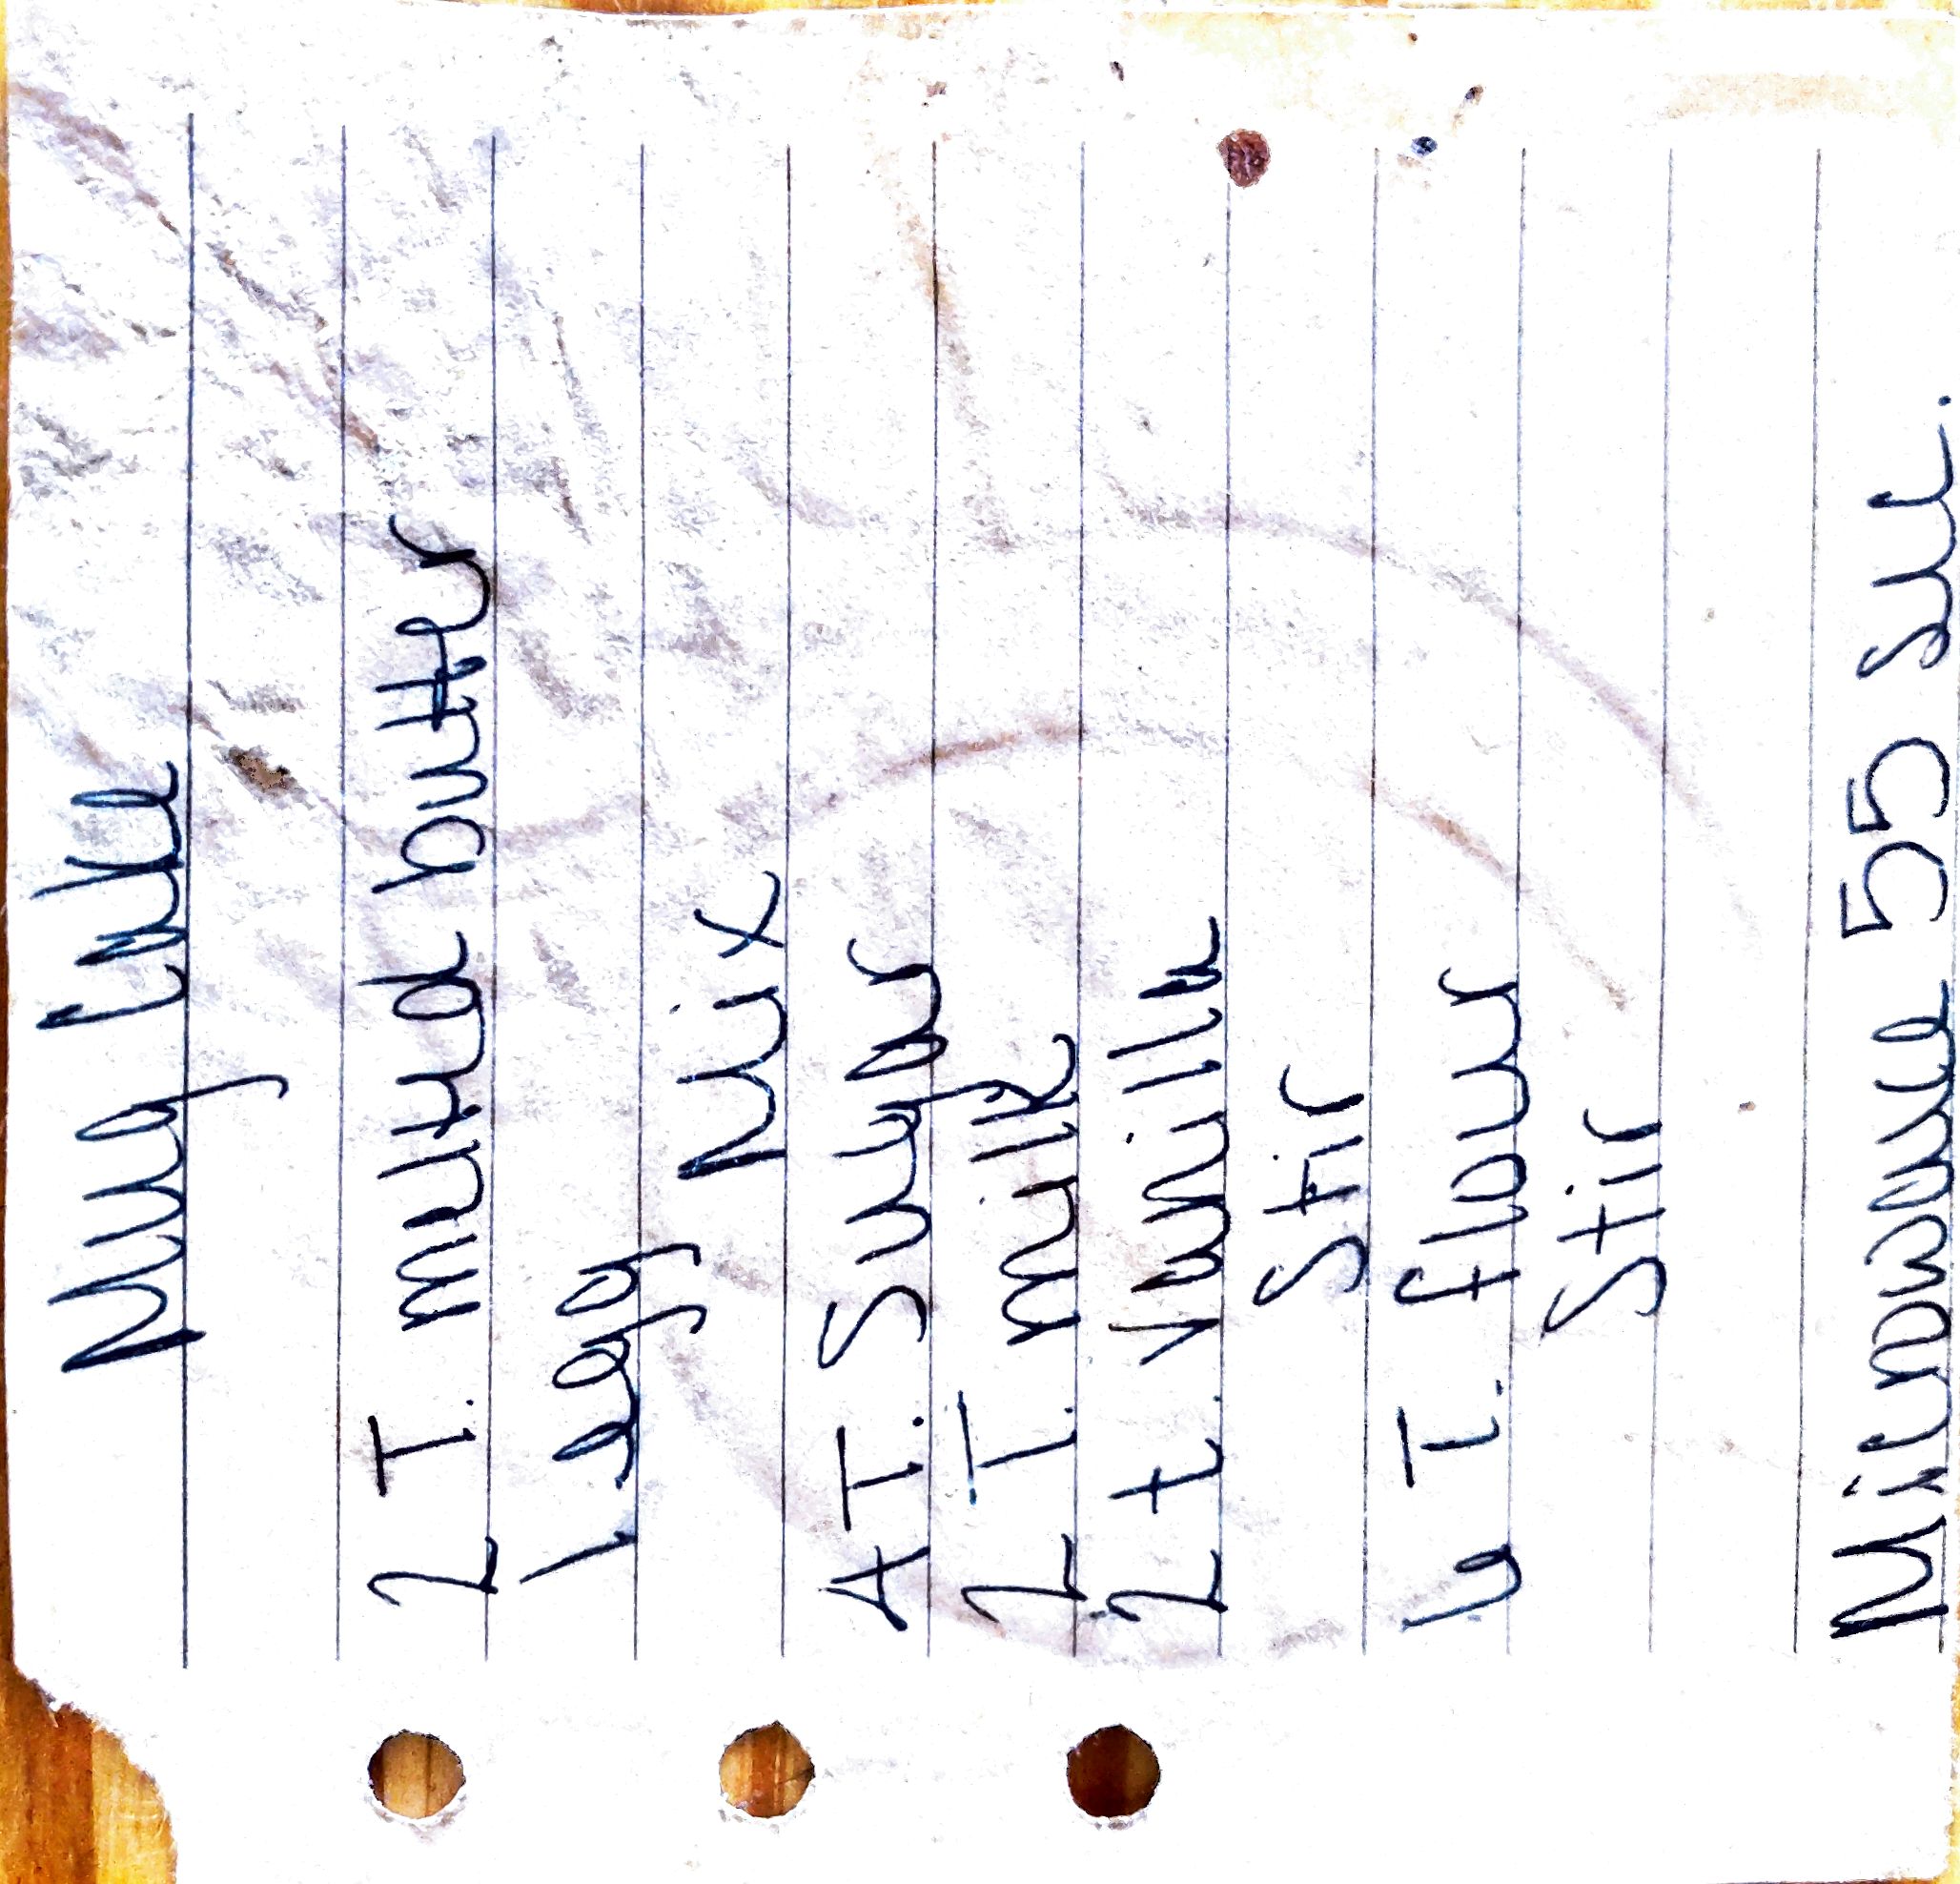 Mug Cake
2 T. melted butter
1 egg
Mix
4 T. Sugar
2 T. milk
2 t. vanilla
Stir
6 T. flour
Stir
Microwave 55 sec.